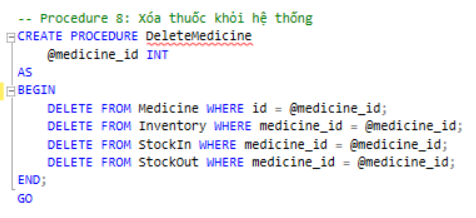 -- Procedure 8: Xóa thuốc khỏi hệ thống
CREATE PROCEDURE DeleteMedicine
    @medicine_id INT
AS
BEGIN
    DELETE FROM Medicine WHERE id = @medicine_id;
    DELETE FROM Inventory WHERE medicine_id = @medicine_id;
    DELETE FROM StockIn WHERE medicine_id = @medicine_id;
    DELETE FROM StockOut WHERE medicine_id = @medicine_id;
END;
GO